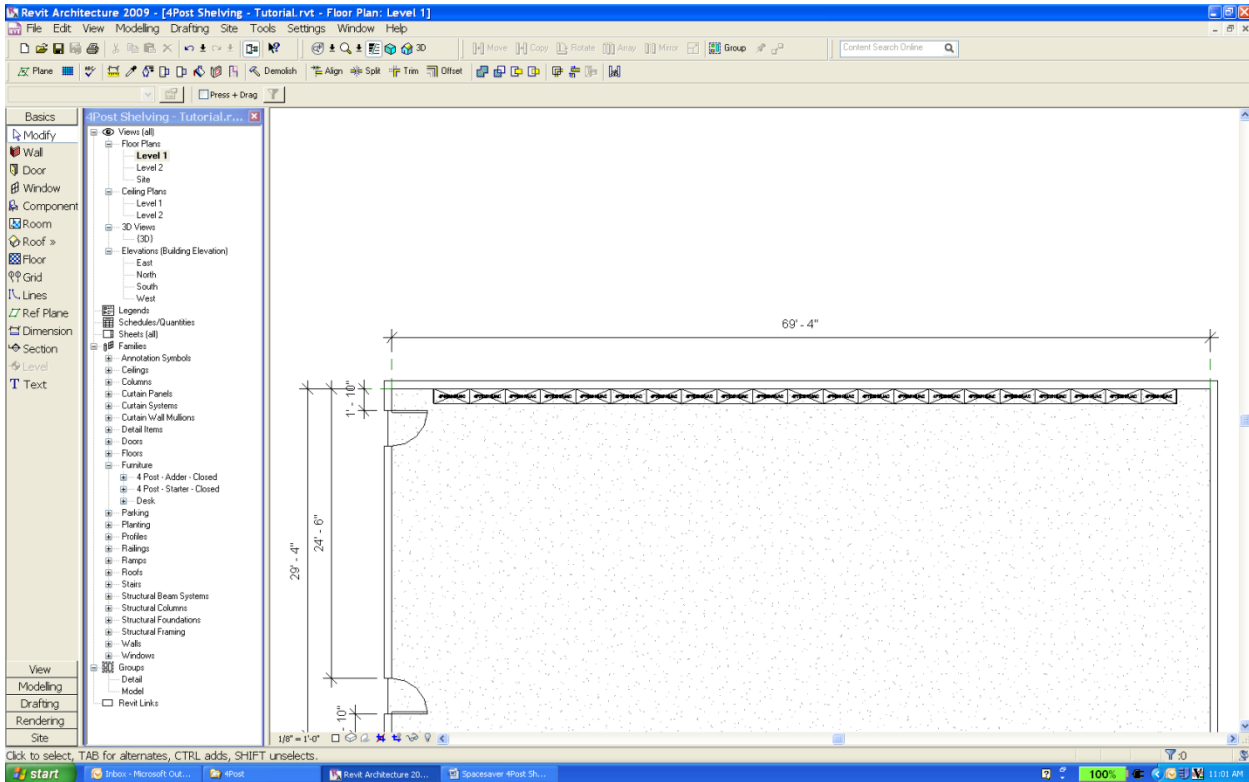 Revit Architecture 2009 - [4Post Shelving - Tutorial.rvt - Floor Plan: Level 1]
File Edit View Modelling Drafting Site Tools Settings Window Help
3D Move Copy Rotate Array Mirror Group Content Search Online
Plane Demolish Align Split Trim Offset
Press + Drag
Basics
Modify
Wall
Door
Window
Component
Room
Roof »
Floor
Grid
Lines
Ref Plane
Dimension
Section
Level
Text
View
Modelling
Drafting
Rendering
Site
4Post Shelving - Tutorial.r...
Views (all)
Floor Plans
Level 1
Level 2
Site
Ceiling Plans
Level 1
Level 2
3D Views
{3D}
Elevations (Building Elevation)
East
North
South
West
Legends
Schedules/Quantities
Sheets (all)
Families
Annotation Symbols
Ceilings
Columns
Curtain Panels
Curtain Systems
Curtain Wall Mullions
Detail Items
Doors
Floors
Furniture
4 Post - Adder - Closed
4 Post - Starter - Closed
Desk
Parking
Planting
Profiles
Railings
Ramps
Roofs
Stairs
Structural Beam Systems
Structural Columns
Structural Foundations
Structural Framing
Walls
Windows
Groups
Detail
Model
Revit Links
69' - 4"
1' - 10"
24' - 6"
29' - 4"
10"
1/8" = 1'-0"
Click to select, TAB for alternates, CTRL adds, SHIFT unselects.
:0
start Inbox - Microsoft Out... 4Post Revit Architecture 20... Spacesaver 4Post Sh... 100% 11:01 AM